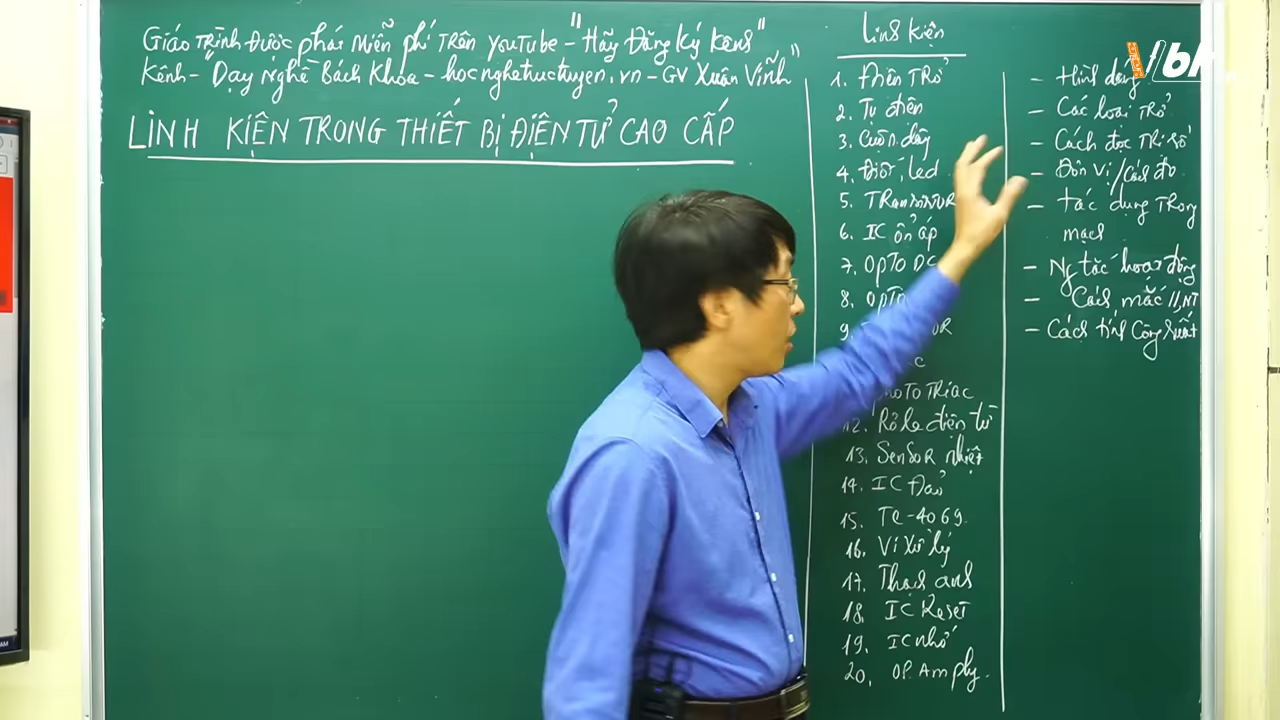 Giáo trình được phát miễn phí trên youTube - "Hãy Đăng Ký kênh"
Kênh - "Dạy Nghề Bách Khoa - hocnghetructuyen.vn - GV Xuân Vinh"
LINH KIỆN TRONG THIẾT BỊ ĐIỆN TỬ CAO CẤP
Linh kiện
1. Điện Trở
2. Tụ điện
3. Cuộn dây
4. Điốt, Led
5.
6. IC ổn áp
7. OpTo DC
8. OpTo
9.
PhoTo TRiac
12. Rơ le điện từ
13. SenSoR nhiệt
14. IC Đảo
15. TC-4069
16. Vi xử lý
17. Thạch anh
18. IC Reset
19. IC nhớ
20. OP. Amply.
- Hình dạng
- Các loại trở
- Cách đọc Trị số
- Đơn vị / Cách đo
- tác dụng Trong
mạch
- Ng tắc hoạt động
- Cách mắc //, NT
- Cách tính Công suất